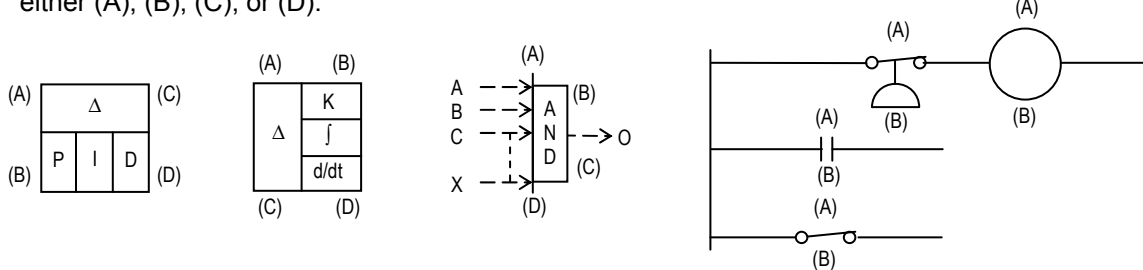 either (A), (B), (C), or (D).
(A)
(A)
(A) (B)
(A)
(A) Δ (C)
K
A
B
C
X
A
N
D
(B)
O
(C)
(D)
Δ
∫
d/dt
(B) P I D (D)
(C) (D)
(B)
(B)
(A)
(B)
(A)
(B)